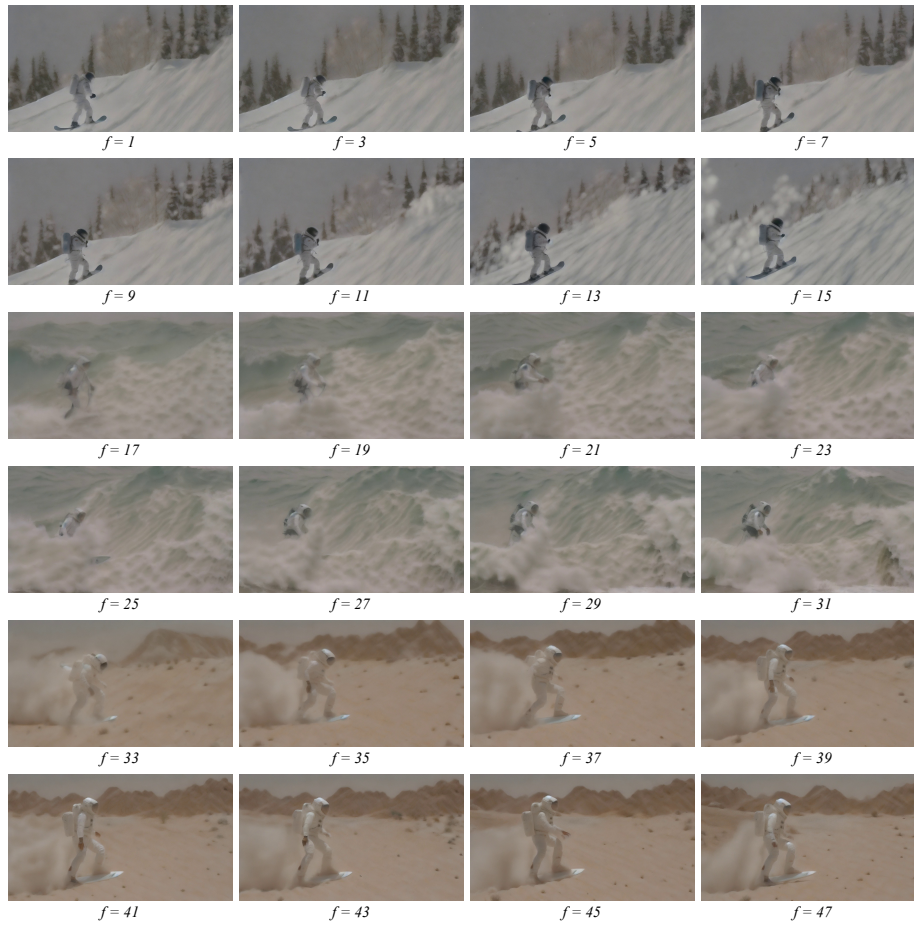 f = 1 f = 3 f = 5 f = 7
f = 9 f = 11 f = 13 f = 15
f = 17 f = 19 f = 21 f = 23
f = 25 f = 27 f = 29 f = 31
f = 33 f = 35 f = 37 f = 39
f = 41 f = 43 f = 45 f = 47